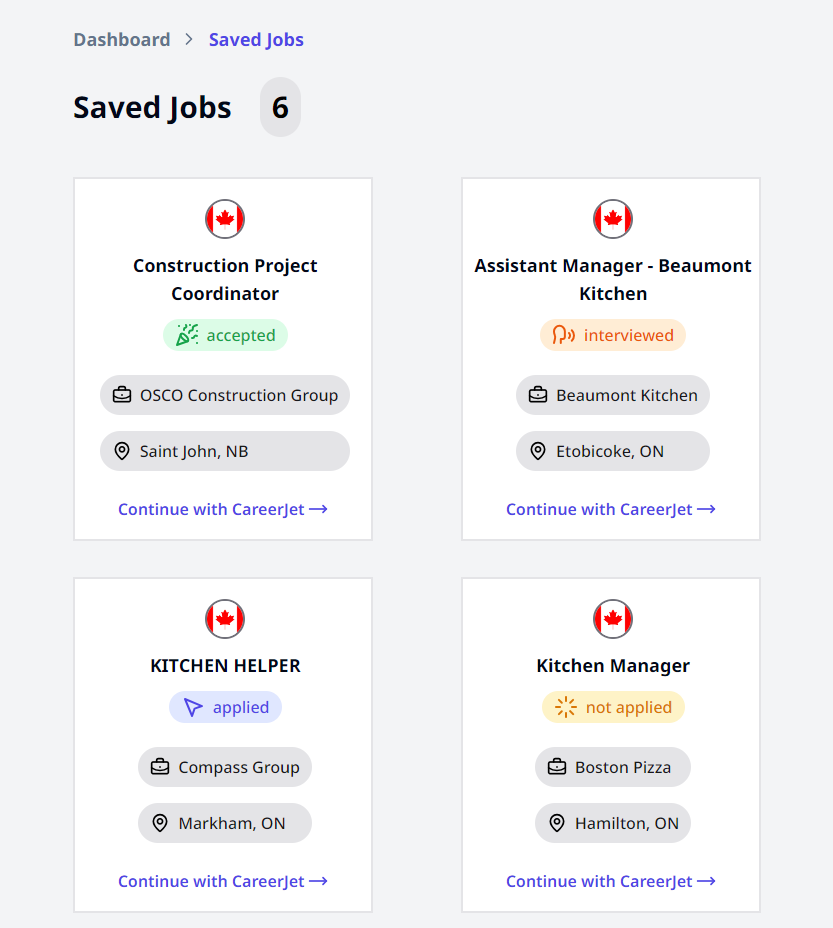 Dashboard > Saved Jobs
Saved Jobs 6
Construction Project
Coordinator
accepted
OSCO Construction Group
Saint John, NB
Continue with CareerJet →
Assistant Manager - Beaumont
Kitchen
interviewed
Beaumont Kitchen
Etobicoke, ON
Continue with CareerJet →
KITCHEN HELPER
applied
Compass Group
Markham, ON
Continue with CareerJet →
Kitchen Manager
not applied
Boston Pizza
Hamilton, ON
Continue with CareerJet →